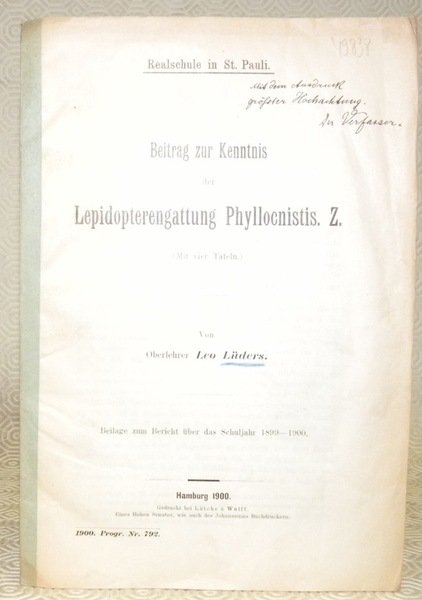 Realschule in St. Pauli.
Mit dem Ausdruck
größter Hochachtung.
Der Verfasser.
Beitrag zur Kenntnis
der
Lepidopterengattung Phyllocnistis. Z.
(Mit vier Tafeln.)
Von
Oberlehrer Leo Lüders.
Beilage zum Bericht über das Schuljahr 1899—1900.
Hamburg 1900.
Gedruckt bei Lütcke & Wulff,
Eines Hohen Senates, wie auch des Johanneums Buchdruckern.
1900. Progr. Nr. 792.